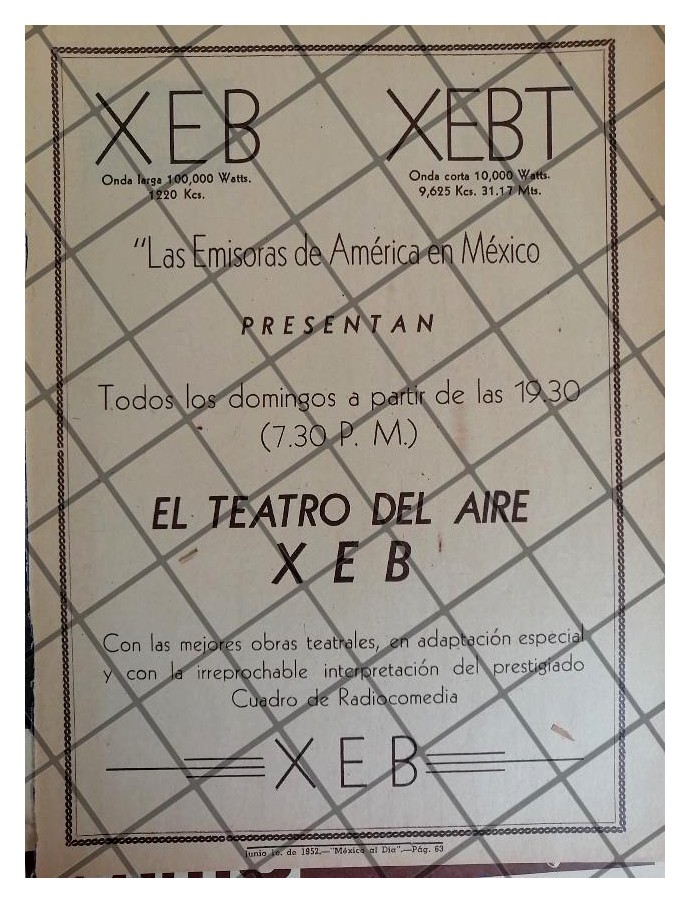 XEB
Onda larga 100,000 Watts.
1220 Kcs.
XEBT
Onda corta 10,000 Watts.
9,625 Kcs. 31.17 Mts.
"Las Emisoras de América en México
PRESENTAN
Todos los domingos a partir de las 19.30
(7.30 P. M.)
EL TEATRO DEL AIRE
XEB
Con las mejores obras teatrales, en adaptación especial
y con la irreprochable interpretación del prestigiado
Cuadro de Radiocomedia
XEB
Junio 1o. de 1952.—"México al Día".—Pág. 63